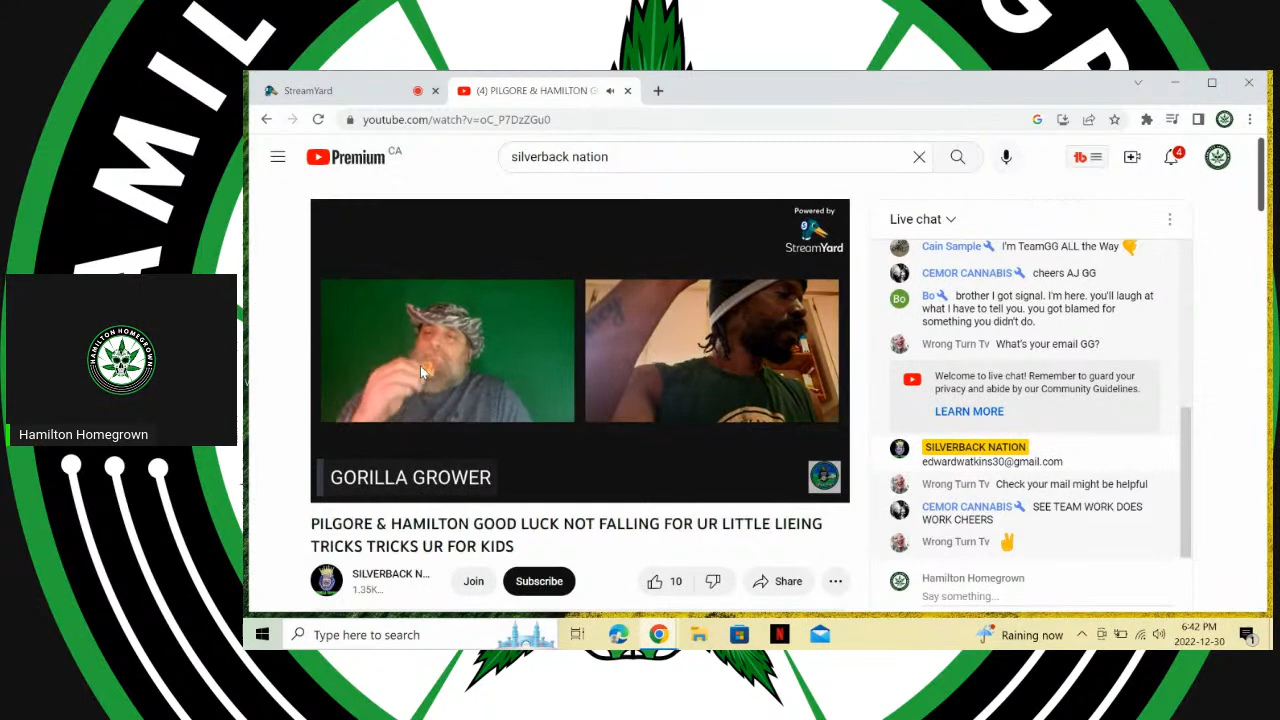 HAMIL
GR
StreamYard
(4) PILGORE & HAMILTON G
youtube.com/watch?v=oC_P7DzZGu0
Premium CA
silverback nation
4
Powered by
StreamYard
GORILLA GROWER
PILGORE & HAMILTON GOOD LUCK NOT FALLING FOR UR LITTLE LIEING
TRICKS TRICKS UR FOR KIDS
SILVERBACK N...
1.35K...
Join
Subscribe
10
Share
Live chat
Cain Sample I'm TeamGG ALL the Way
CEMOR CANNABIS cheers AJ GG
Bo
Bo brother I got signal. I'm here. you'll laugh at
what I have to tell you. you got blamed for
something you didn't do.
Wrong Turn Tv What's your email GG?
Welcome to live chat! Remember to guard your
privacy and abide by our Community Guidelines.
LEARN MORE
SILVERBACK NATION
edwardwatkins30@gmail.com
Wrong Turn Tv Check your mail might be helpful
CEMOR CANNABIS SEE TEAM WORK DOES
WORK CHEERS
Wrong Turn Tv
Hamilton Homegrown
Say something...
HAMILTON HOMEGROWN
Hamilton Homegrown
Type here to search
Raining now
6:42 PM
2022-12-30
1